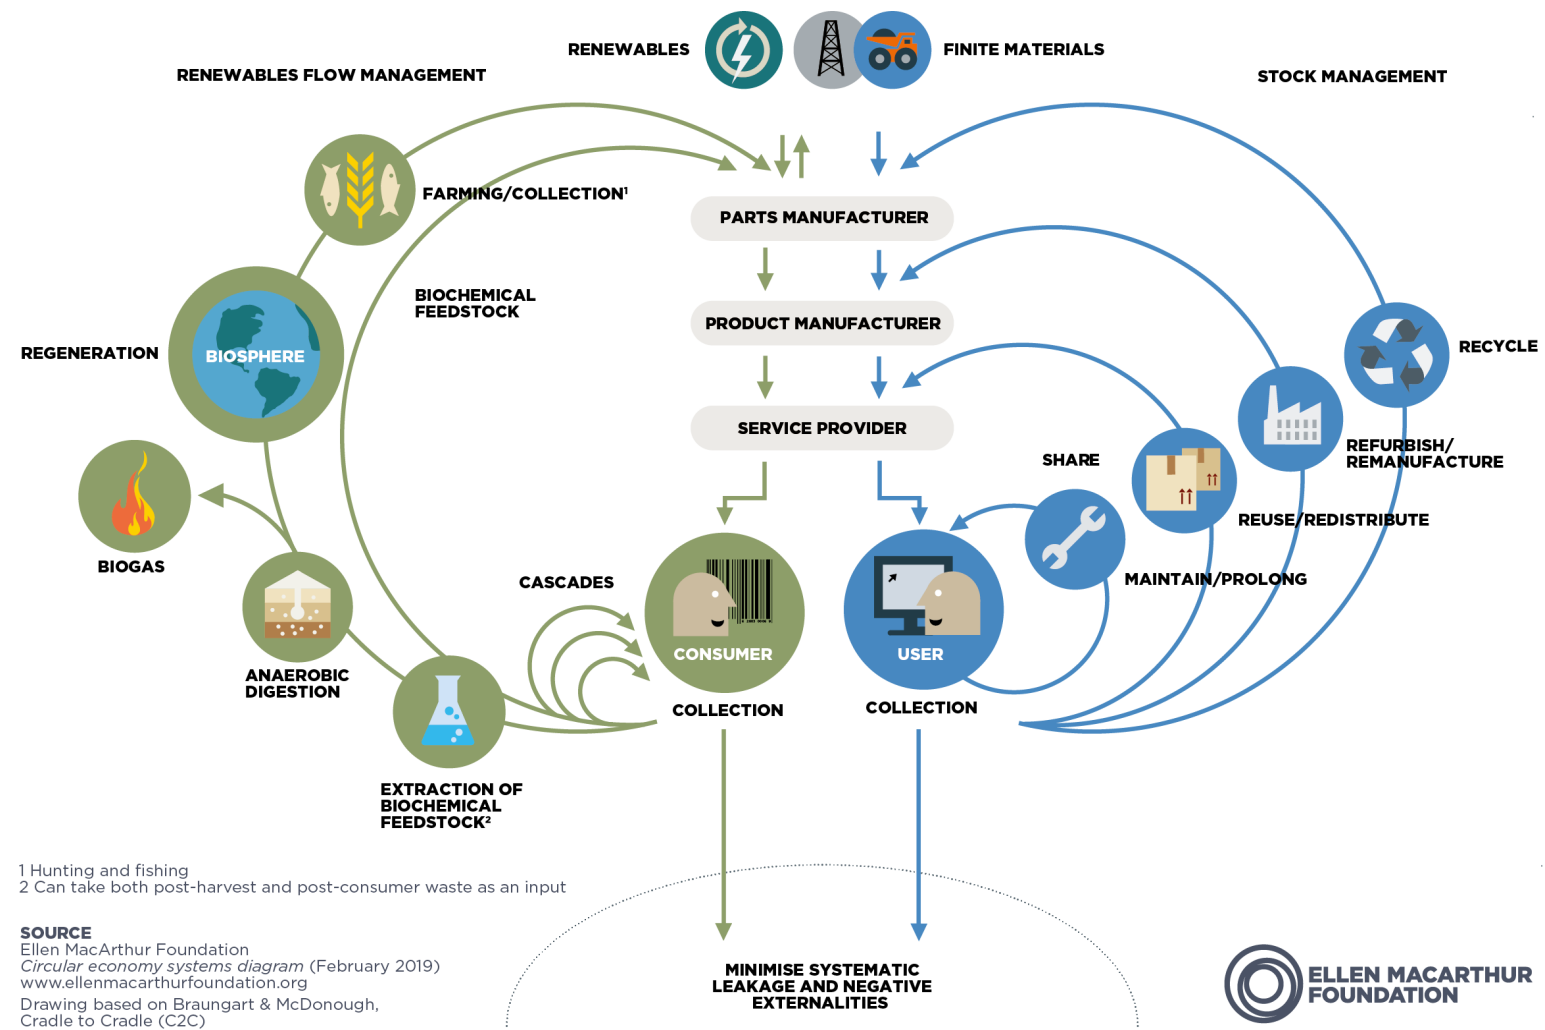 RENEWABLES
FINITE MATERIALS
RENEWABLES FLOW MANAGEMENT
STOCK MANAGEMENT
FARMING/COLLECTION¹
PARTS MANUFACTURER
BIOCHEMICAL
FEEDSTOCK
PRODUCT MANUFACTURER
REGENERATION
BIOSPHERE
RECYCLE
SERVICE PROVIDER
SHARE
REFURBISH/
REMANUFACTURE
REUSE/REDISTRIBUTE
BIOGAS
CASCADES
MAINTAIN/PROLONG
CONSUMER
USER
ANAEROBIC
DIGESTION
COLLECTION
COLLECTION
EXTRACTION OF
BIOCHEMICAL
FEEDSTOCK²
MINIMISE SYSTEMATIC
LEAKAGE AND NEGATIVE
EXTERNALITIES
1 Hunting and fishing
2 Can take both post-harvest and post-consumer waste as an input
SOURCE
Ellen MacArthur Foundation
Circular economy systems diagram (February 2019)
www.ellenmacarthurfoundation.org
Drawing based on Braungart & McDonough,
Cradle to Cradle (C2C)
ELLEN MACARTHUR
FOUNDATION